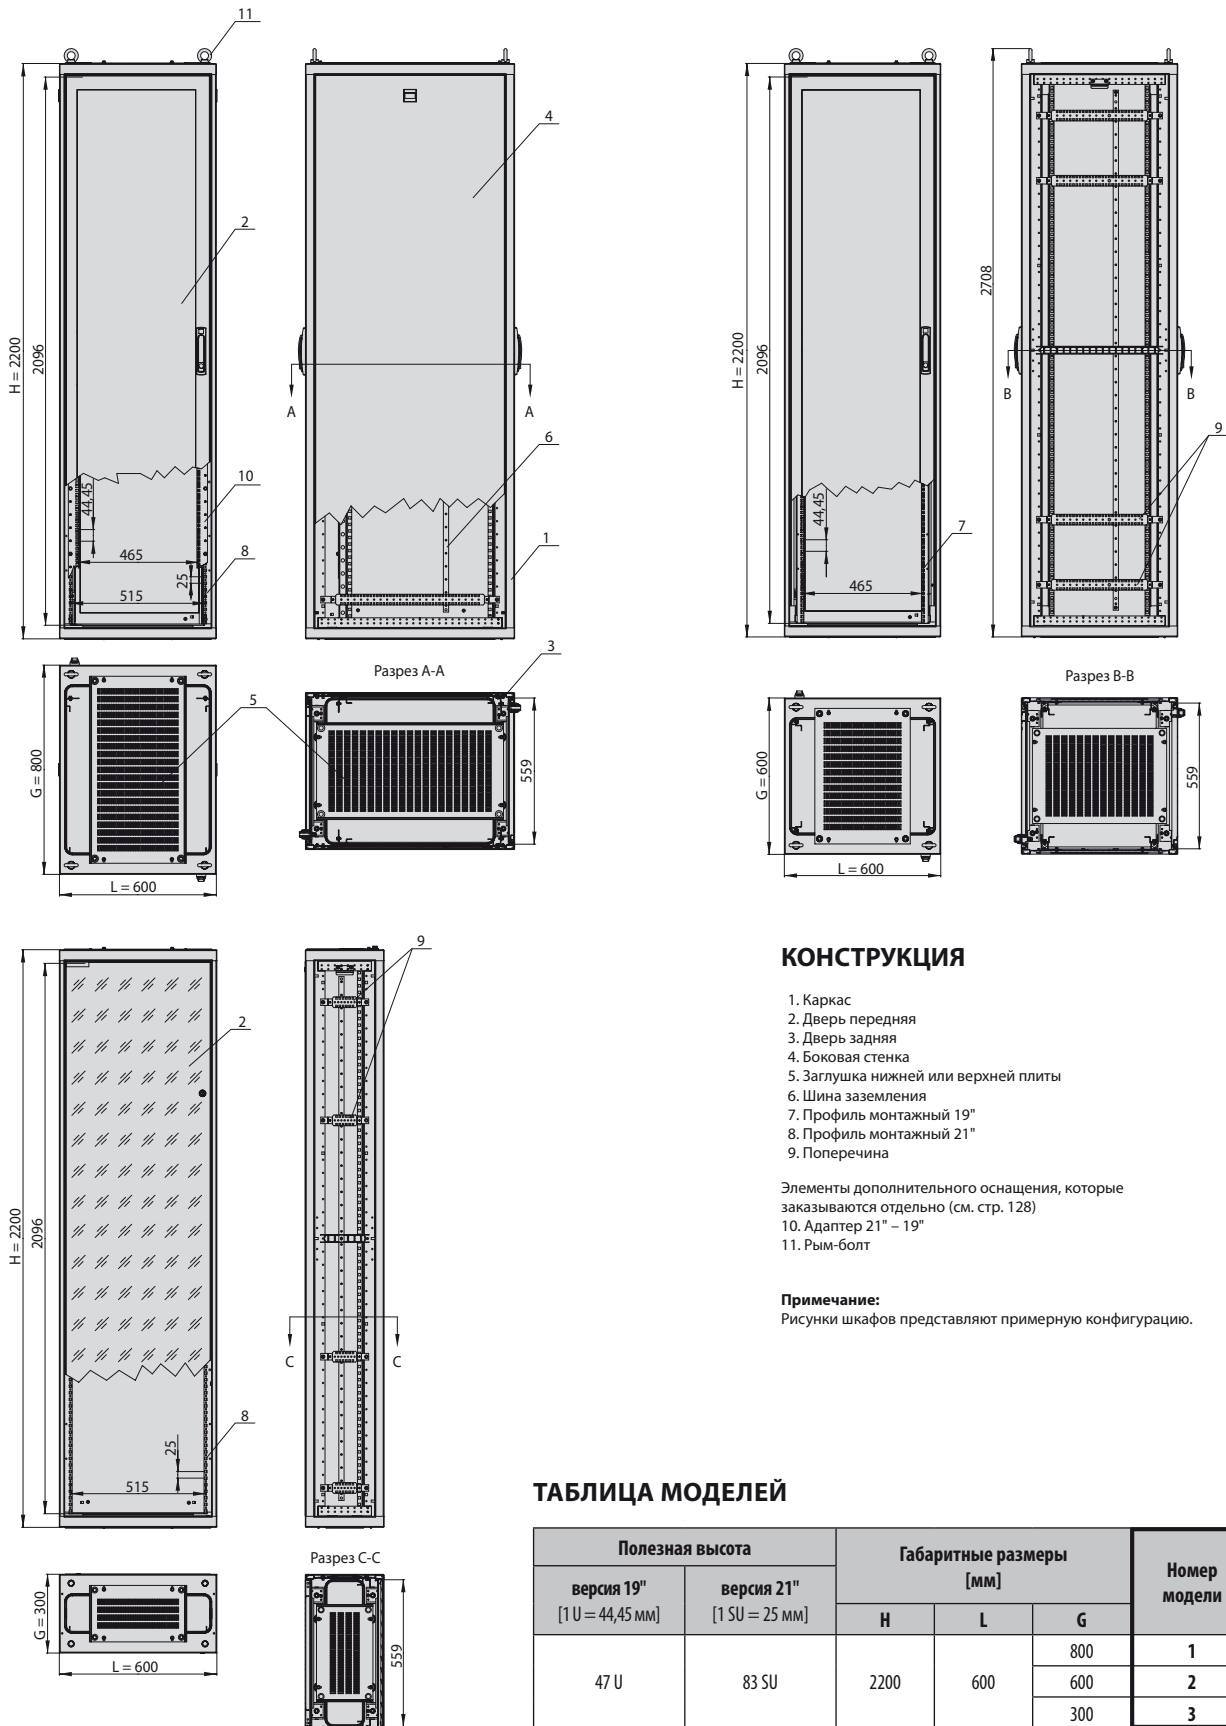 11
H = 2200
2096
2
4
A
A
6
10
44,45
465
8
25
515
1
H = 2200
2096
44,45
465
7
2708
B
B
9
Разрез A-A
3
5
G = 800
L = 600
559
G = 600
L = 600
Разрез B-B
559
H = 2200
2096
2
9
C
C
8
25
515
G = 300
L = 600
Разрез C-C
559
КОНСТРУКЦИЯ
1. Каркас
2. Дверь передняя
3. Дверь задняя
4. Боковая стенка
5. Заглушка нижней или верхней плиты
6. Шина заземления
7. Профиль монтажный 19"
8. Профиль монтажный 21"
9. Поперечина
Элементы дополнительного оснащения, которые
заказываются отдельно (см. стр. 128)
10. Адаптер 21" – 19"
11. Рым-болт
Примечание:
Рисунки шкафов представляют примерную конфигурацию.
ТАБЛИЦА МОДЕЛЕЙ
Полезная высота
Габаритные размеры
[мм]
Номер
модели
версия 19"
[1 U = 44,45 мм]
версия 21"
[1 SU = 25 мм]
H
L
G
47 U
83 SU
2200
600
800
1
600
2
300
3